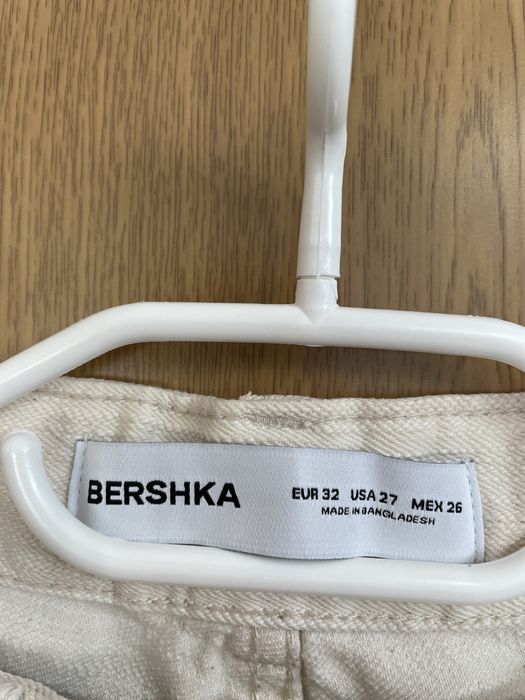 BERSHKA
EUR 32 USA 27 MEX 26
MADE IN BANGLADESH